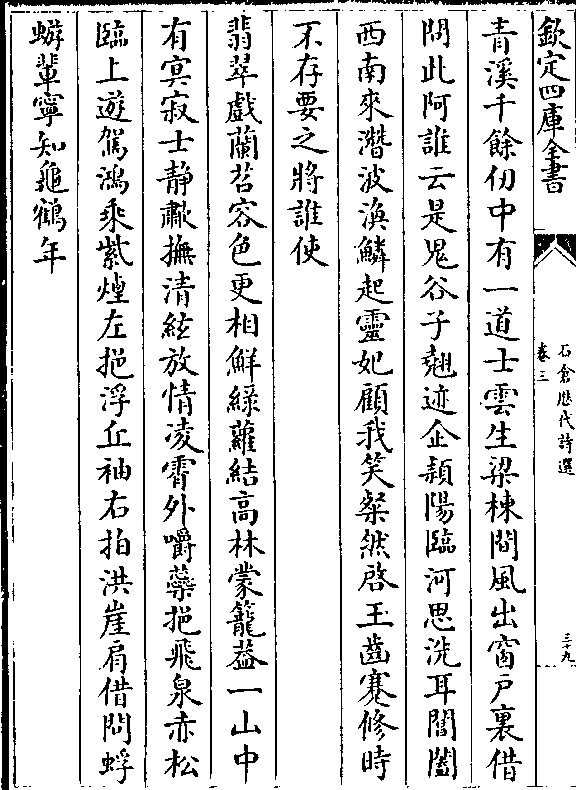 欽定四庫全書
石倉歴代詩選
卷三
三十九
青溪千餘仞中有一道士雲生梁棟間風出窗戸裏借
問此阿誰云是鬼谷子翹迹企潁陽臨河思洗耳閶闔
西南來潛波渙鱗起靈妃顧我笑粲然啓玉齒蹇修時
不存要之將誰使
翡翠戲蘭苕容色更相鮮緑蘿結高林蒙籠葢一山中
有寞寂士静嘯撫清絃放情凌霄外嚼蘂挹飛泉赤松
臨上遊駕鴻乘紫煙左挹浮丘袖右拍洪崖肩借問蜉
蝣輩寧知龜鶴年